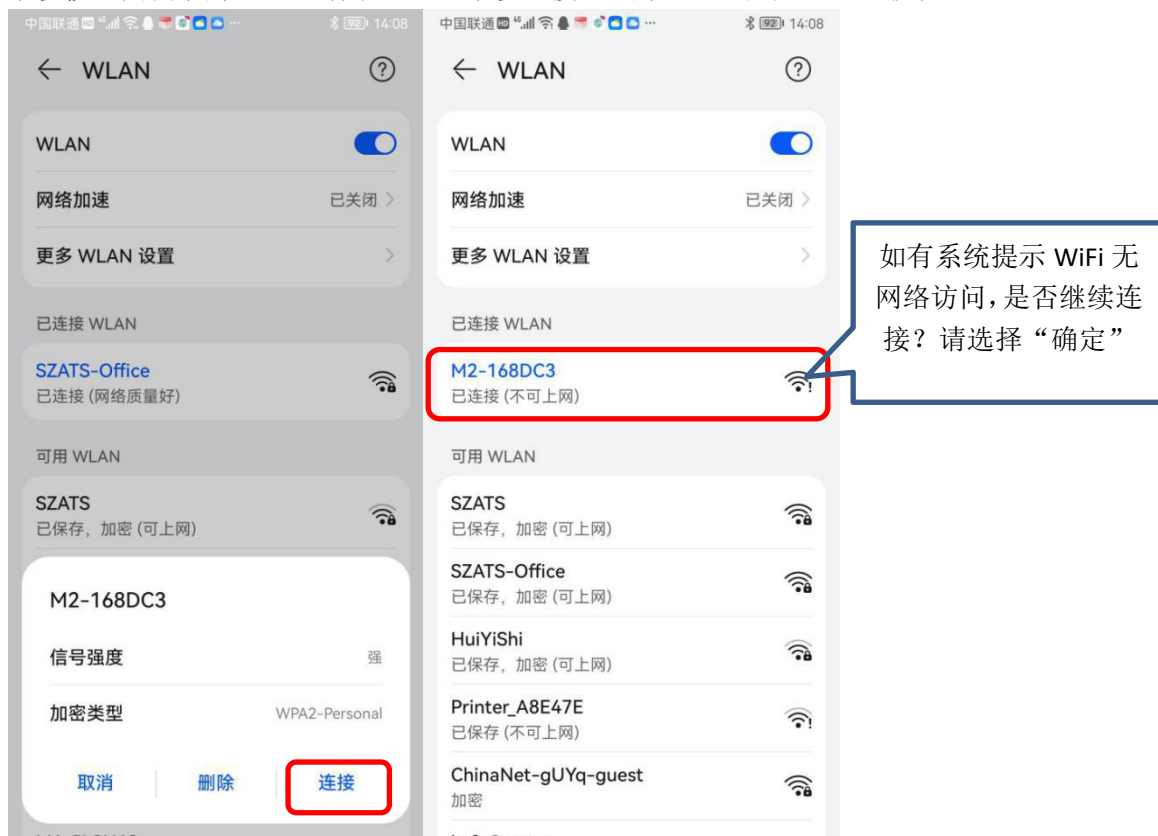 中国联通 HD 46
92 14:08
WLAN
WLAN
网络加速
已关闭
更多 WLAN 设置
已连接 WLAN
SZATS-Office
已连接 (网络质量好)
可用 WLAN
SZATS
已保存，加密 (可上网)
M2-168DC3
信号强度
强
加密类型
WPA2-Personal
取消
删除
连接
中国联通 HD 46
92 14:08
WLAN
WLAN
网络加速
已关闭
更多 WLAN 设置
已连接 WLAN
M2-168DC3
已连接 (不可上网)
可用 WLAN
SZATS
已保存，加密 (可上网)
SZATS-Office
已保存，加密 (可上网)
HuiYiShi
已保存，加密 (可上网)
Printer_A8E47E
已保存 (不可上网)
ChinaNet-gUYq-guest
加密
如有系统提示 WiFi 无
网络访问，是否继续连
接？请选择“确定”